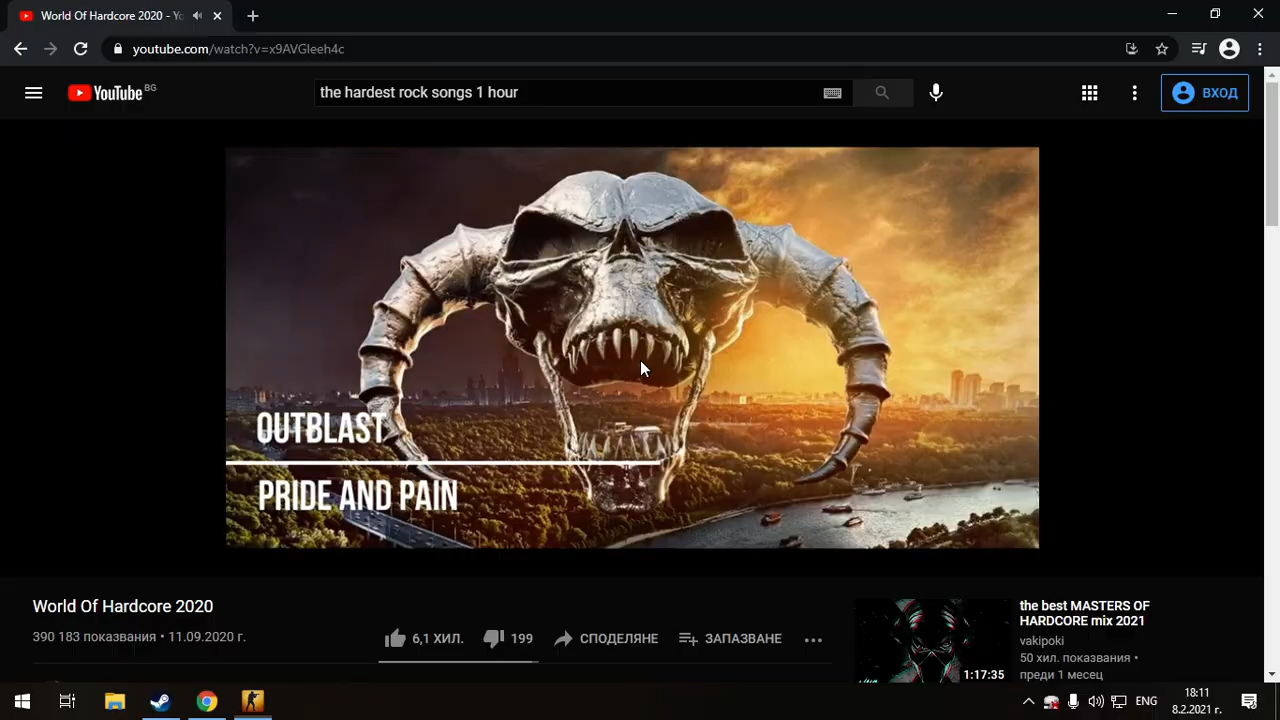 World Of Hardcore 2020 - Yo
youtube.com/watch?v=x9AVGleeh4c
YouTube BG
the hardest rock songs 1 hour
ВХОД
OUTBLAST
PRIDE AND PAIN
World Of Hardcore 2020
390 183 показвания • 11.09.2020 г.
6,1 ХИЛ.
199
СПОДЕЛЯНЕ
ЗАПАЗВАНЕ
the best MASTERS OF
HARDCORE mix 2021
vakipoki
50 хил. показвания •
преди 1 месец
1:17:35
ENG
18:11
8.2.2021 г.